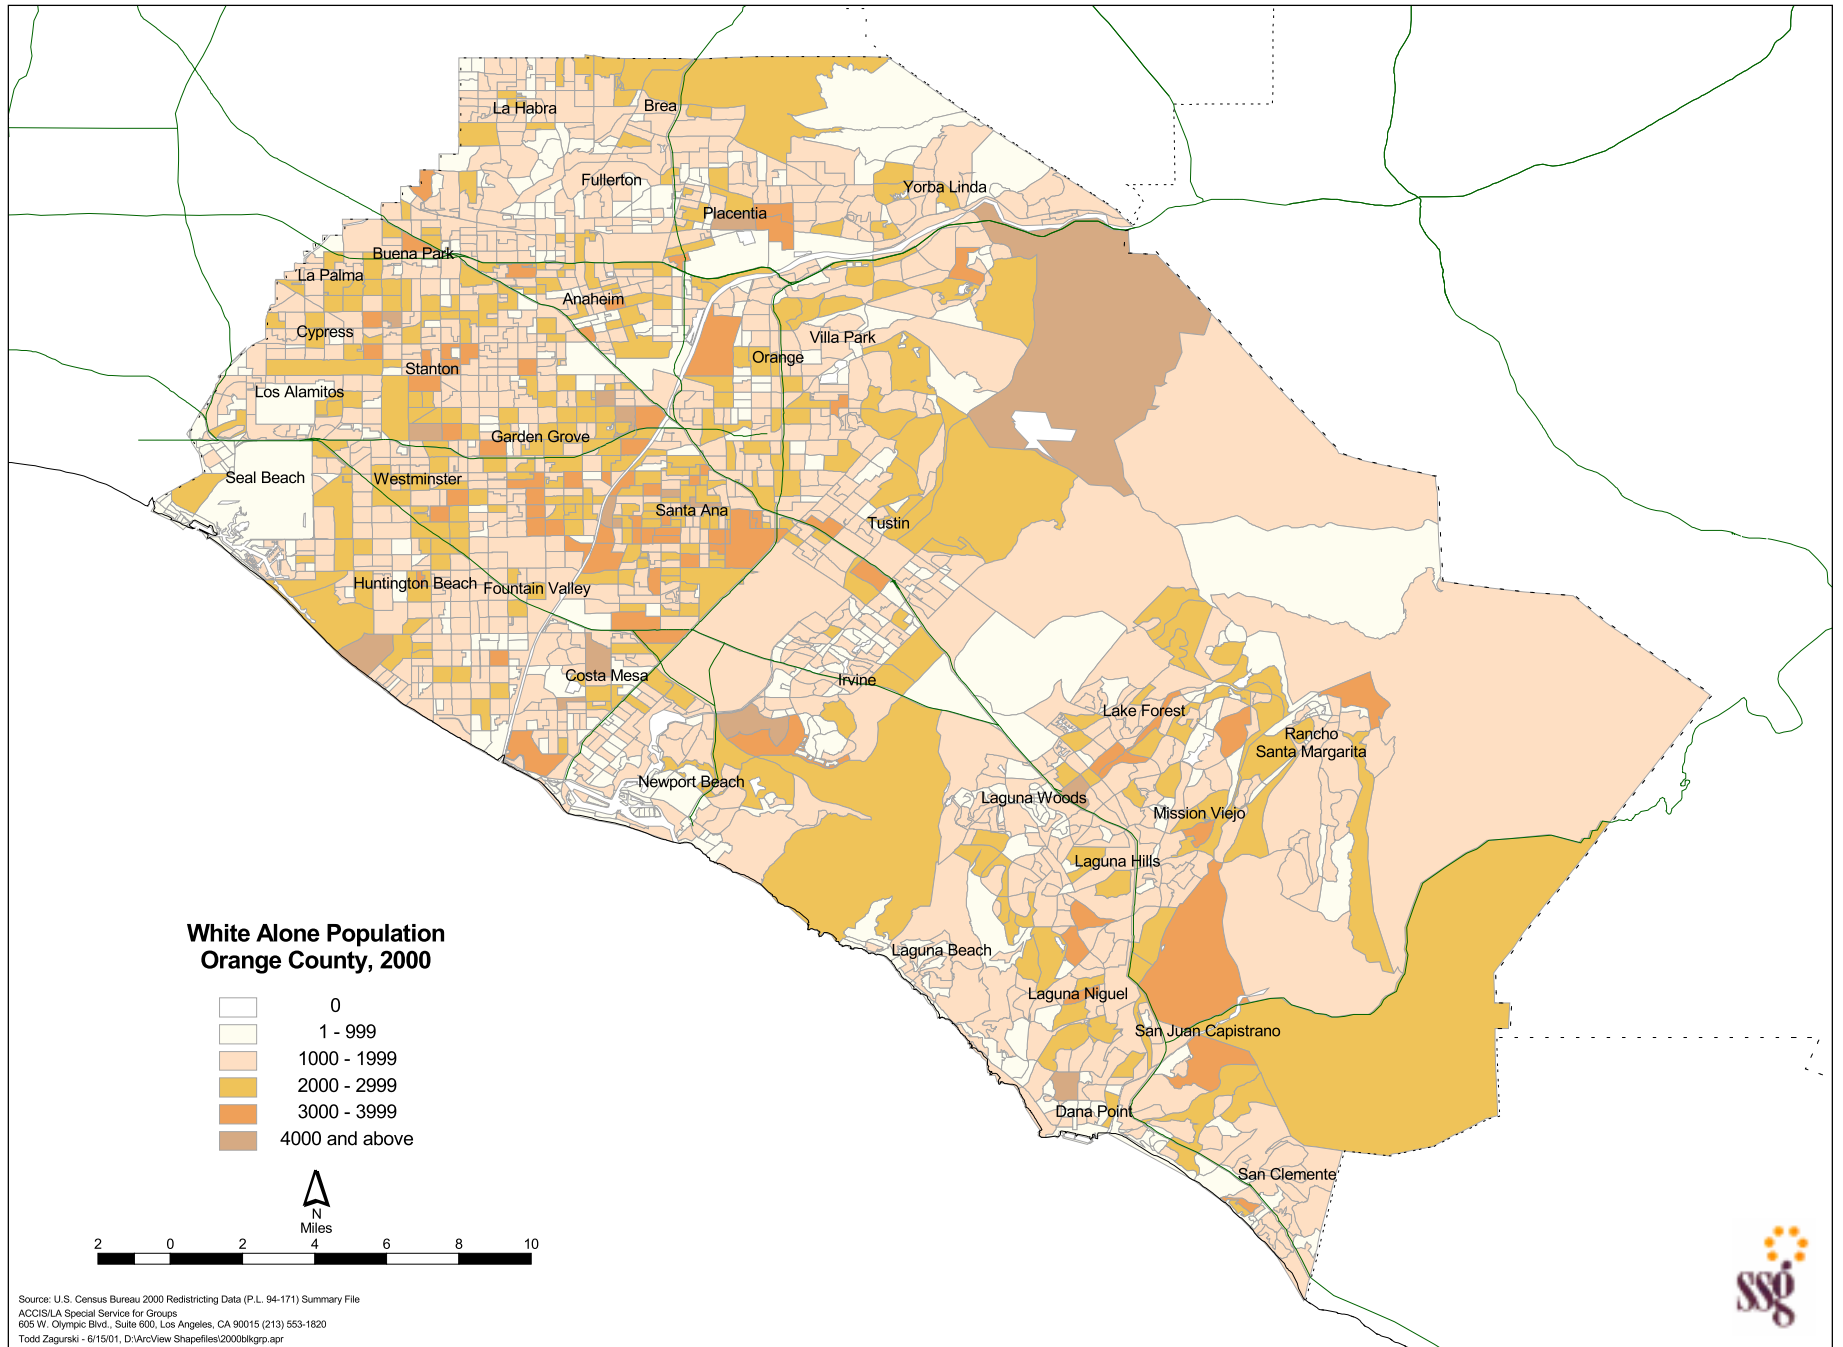 La Habra
Brea
Fullerton
Yorba Linda
Placentia
Buena Park
La Palma
Anaheim
Cypress
Villa Park
Orange
Stanton
Los Alamitos
Garden Grove
Seal Beach
Westminster
Santa Ana
Tustin
Huntington Beach
Fountain Valley
Costa Mesa
Irvine
Lake Forest
Rancho
Santa Margarita
Newport Beach
Laguna Woods
Mission Viejo
Laguna Hills
Laguna Beach
Laguna Niguel
San Juan Capistrano
Dana Point
San Clemente
White Alone Population
Orange County, 2000
0
1 - 999
1000 - 1999
2000 - 2999
3000 - 3999
4000 and above
N
Miles
2 0 2 4 6 8 10
Source: U.S. Census Bureau 2000 Redistricting Data (P.L. 94-171) Summary File
ACCIS/LA Special Service for Groups
605 W. Olympic Blvd., Suite 600, Los Angeles, CA 90015 (213) 553-1820
Todd Zagurski - 6/15/01, D:\ArcView Shapefiles\2000blkgrp.apr
ssg